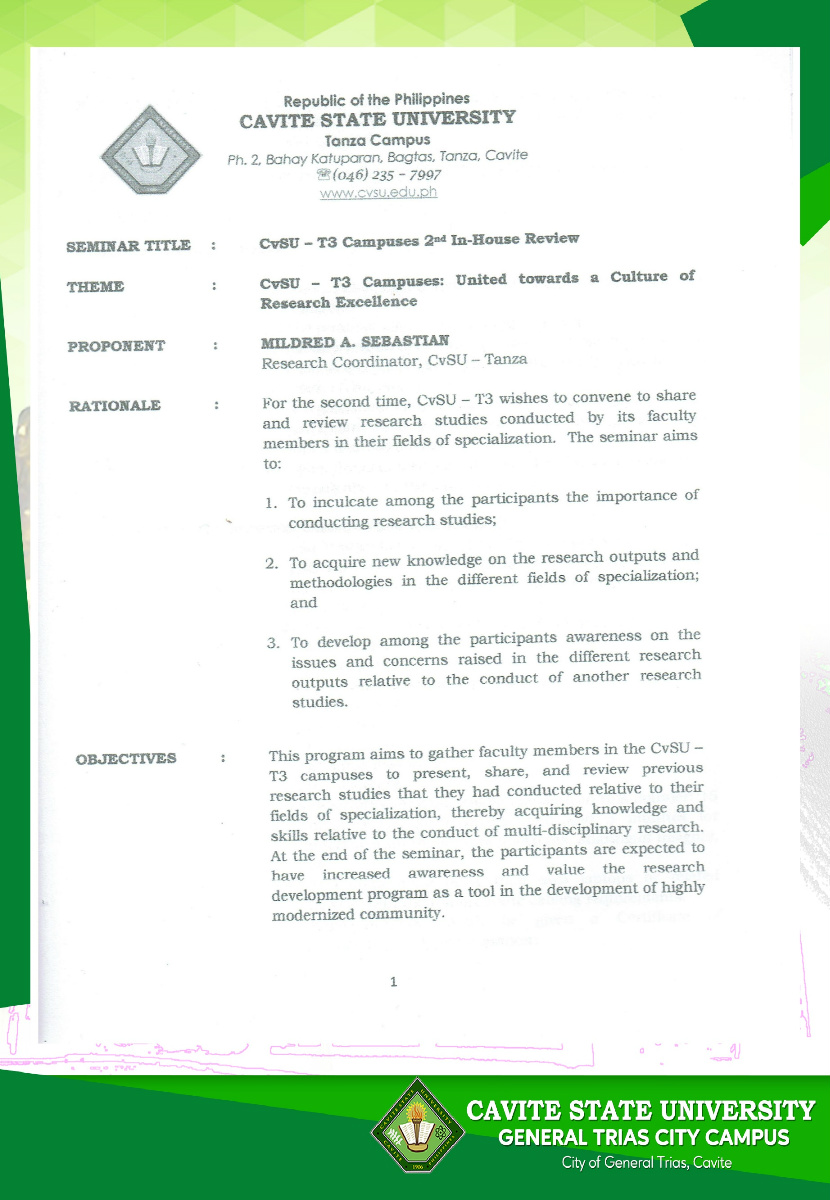 Republic of the Philippines
CAVITE STATE UNIVERSITY
Tanza Campus
Ph. 2, Bahay Katuparan, Bagtas, Tanza, Cavite
☏(046) 235 – 7997
www.cvsu.edu.ph
SEMINAR TITLE : CvSU – T3 Campuses 2nd In-House Review
THEME : CvSU – T3 Campuses: United towards a Culture of
Research Excellence
PROPONENT : MILDRED A. SEBASTIAN
Research Coordinator, CvSU – Tanza
RATIONALE : For the second time, CvSU – T3 wishes to convene to share
and review research studies conducted by its faculty
members in their fields of specialization. The seminar aims
to:
1. To inculcate among the participants the importance of
conducting research studies;
2. To acquire new knowledge on the research outputs and
methodologies in the different fields of specialization;
and
3. To develop among the participants awareness on the
issues and concerns raised in the different research
outputs relative to the conduct of another research
studies.
OBJECTIVES : This program aims to gather faculty members in the CvSU –
T3 campuses to present, share, and review previous
research studies that they had conducted relative to their
fields of specialization, thereby acquiring knowledge and
skills relative to the conduct of multi-disciplinary research.
At the end of the seminar, the participants are expected to
have increased awareness and value the research
development program as a tool in the development of highly
modernized community.
1
CAVITE STATE UNIVERSITY
GENERAL TRIAS CITY CAMPUS
City of General Trias, Cavite